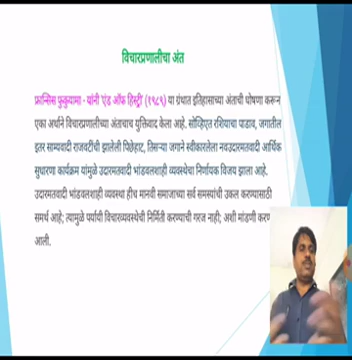 विचारप्रणालीचा अंत
फ्रान्सिस फुकुयामा - यांनी 'एंड ऑफ हिस्ट्री' (१९८९) या ग्रंथात इतिहासाच्या अंताची घोषणा करून
एका अर्थाने विचारप्रणालीच्या अंताचाच युक्तिवाद केला आहे. सोव्हिएत रशियाचा पाडाव, जगातील
इतर साम्यवादी राजवटींची झालेली पिछेहाट, तिसऱ्या जगाने स्वीकारलेला नवउदारमतवादी आर्थिक
सुधारणा कार्यक्रम यांमुळे उदारमतवादी भांडवलशाही व्यवस्थेचा निर्णायक विजय झाला आहे.
उदारमतवादी भांडवलशाही व्यवस्था हीच मानवी समाजाच्या सर्व समस्यांची उकल करण्यासाठी
समर्थ आहे; त्यामुळे पर्यायी विचारव्यवस्थेची निर्मिती करण्याची गरज नाही; अशी मांडणी
आली.